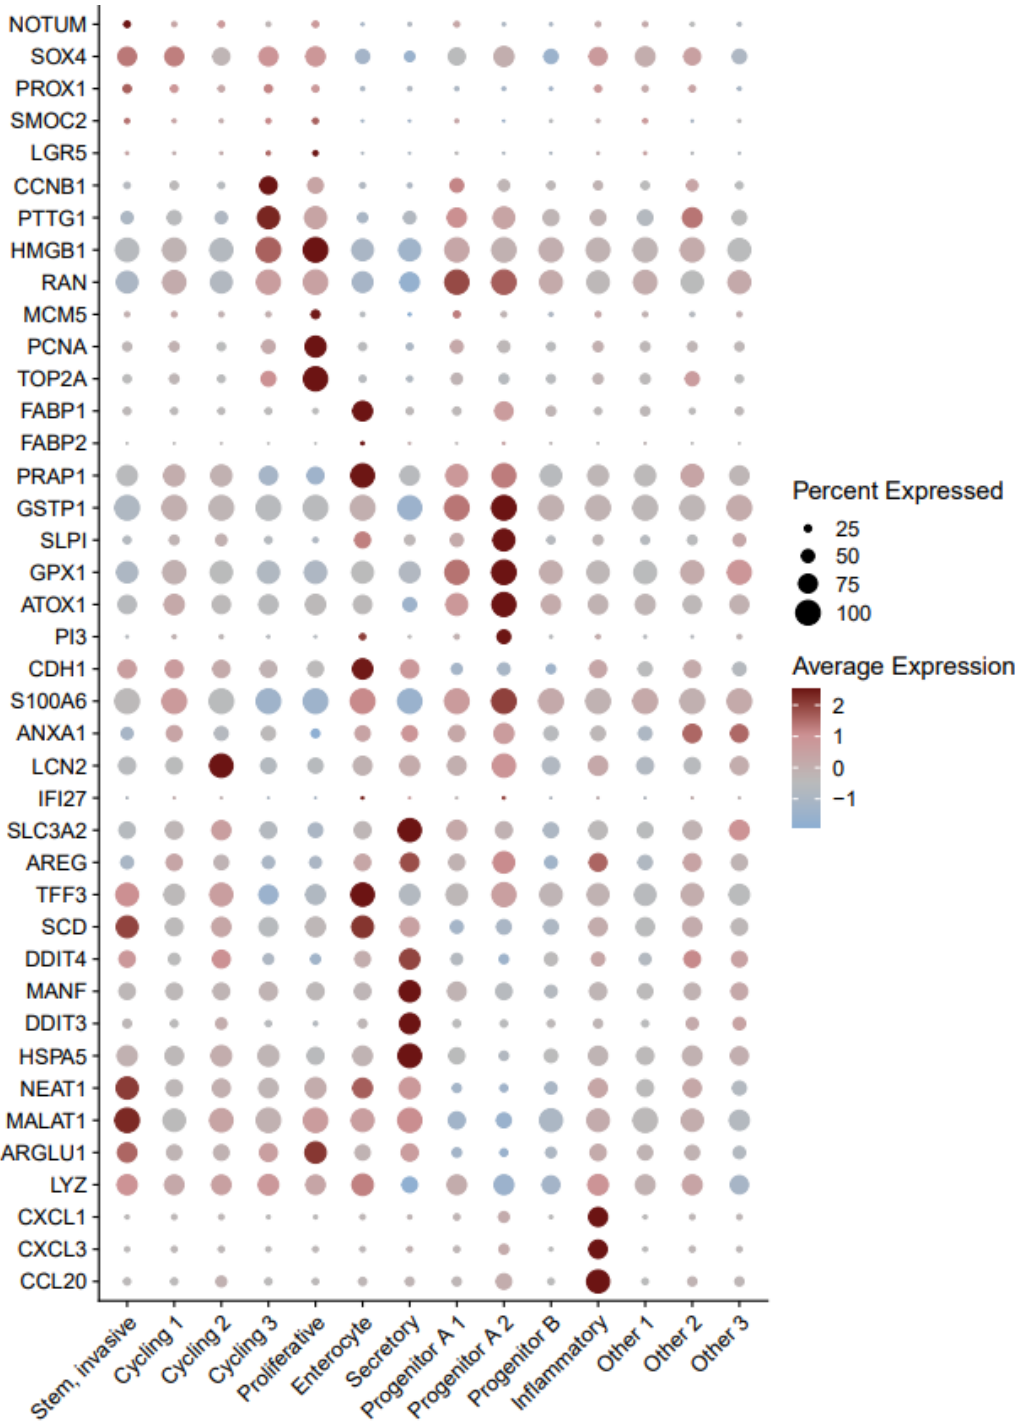 NOTUM
SOX4
PROX1
SMOC2
LGR5
CCNB1
PTTG1
HMGB1
RAN
MCM5
PCNA
TOP2A
FABP1
FABP2
PRAP1
GSTP1
SLPI
GPX1
ATOX1
PI3
CDH1
S100A6
ANXA1
LCN2
IFI27
SLC3A2
AREG
TFF3
SCD
DDIT4
MANF
DDIT3
HSPA5
NEAT1
MALAT1
ARGLU1
LYZ
CXCL1
CXCL3
CCL20
Stem, invasive
Cycling 1
Cycling 2
Cycling 3
Proliferative
Enterocyte
Secretory
Progenitor A 1
Progenitor A 2
Progenitor B
Inflammatory
Other 1
Other 2
Other 3
Percent Expressed
25
50
75
100
Average Expression
2
1
0
−1